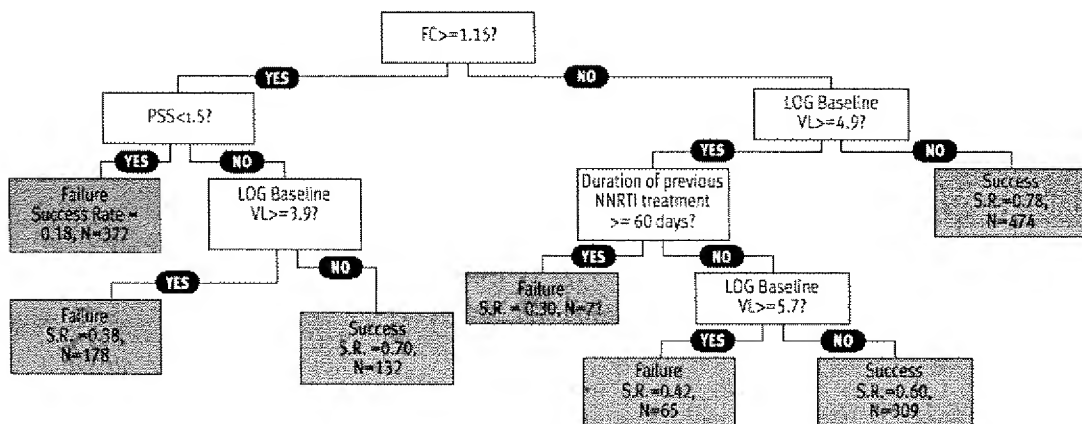 FC>=1.15?
YES
NO
PSS<1.5?
LOG Baseline
VL>=4.9?
YES
NO
YES
NO
Failure
Success Rate =
0.18, N=372
LOG Baseline
VL>=3.9?
Duration of previous
NNRTI treatment
>= 60 days?
Success
S.R.=0.78,
N=474
YES
NO
YES
NO
Failure
S.R. =0.38,
N=178
Success
S.R. =0.70,
N=132
Failure
S.R. = 0.30, N=71
LOG Baseline
VL>=5.7?
YES
NO
Failure
S.R.=0.42,
N=65
Success
S.R.=0.60,
N=309